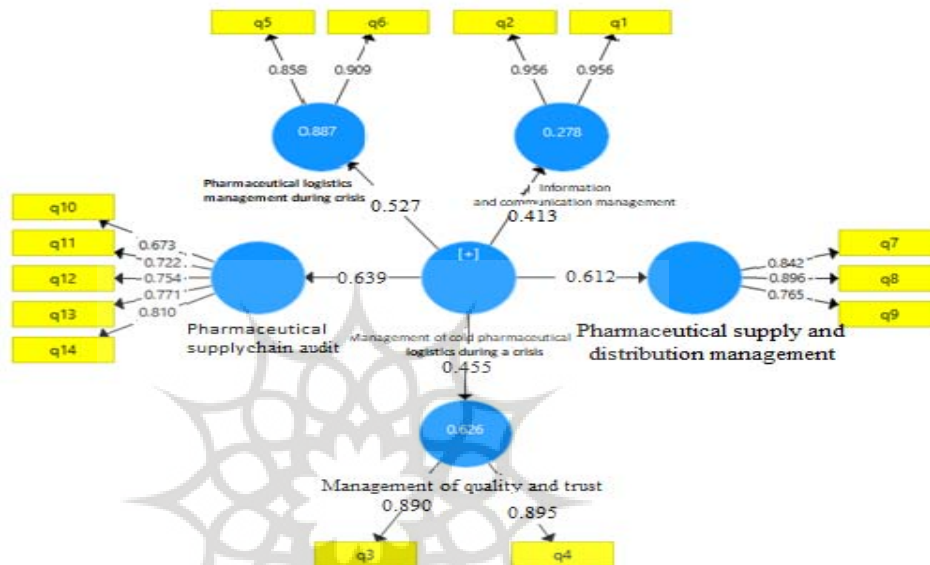 q5
q6
q2
q1
0.858
0.909
0.956
0.956
0.887
0.278
Pharmaceutical logistics
management during crisis
Information
and communication management
0.527
0.413
q10
q11
q12
q13
q14
0.673
0.722
0.754
0.771
0.810
0.639
[+]
0.612
0.842
0.896
0.765
q7
q8
q9
Pharmaceutical
supplychain audit
Management of cold pharmaceutical
logistics during a crisis
Pharmaceutical supply and
distribution management
0.455
0.626
Management of quality and trust
0.890
0.895
q3
q4